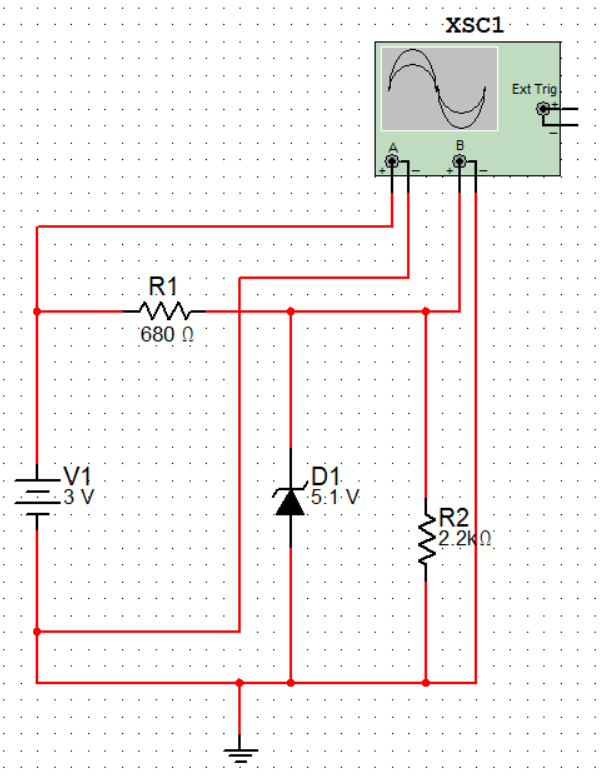 XSC1
Ext Trig
+
−
A
B
+ − + −
R1
680 Ω
V1
3 V
D1
5.1 V
R2
2.2kΩ